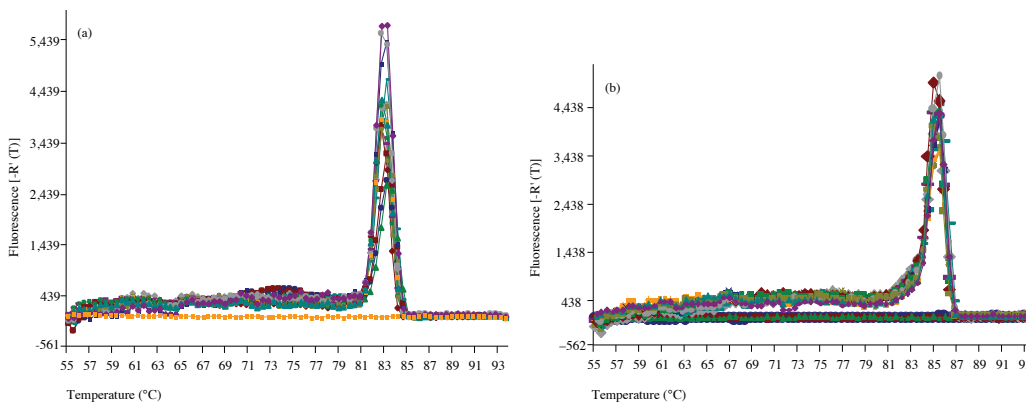 (a)
5,439
4,439
3,439
2,439
1,439
439
-561
Fluorescence [-R' (T)]
55 55 57 59 61 63 65 67 69 71 73 75 77 79 81 83 85 87 89 91 93
Temperature (°C)
(b)
4,438
3,438
2,438
1,438
438
–562
Fluorescence [-R' (T)]
55 57 59 61 63 65 67 69 71 73 75 77 79 81 83 85 87 89 91 93
Temperature (°C)